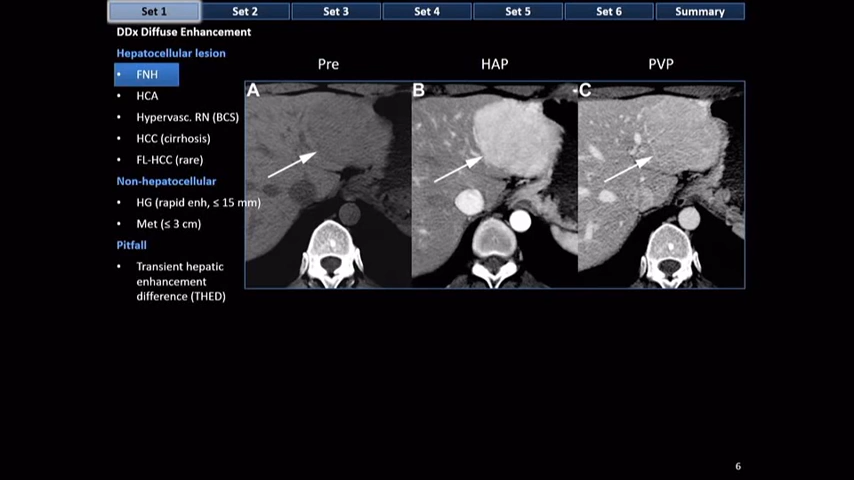 Set 1 Set 2 Set 3 Set 4 Set 5 Set 6 Summary
DDx Diffuse Enhancement
Hepatocellular lesion
• FNH
• HCA
• Hypervasc. RN (BCS)
• HCC (cirrhosis)
• FL-HCC (rare)
Non-hepatocellular
• HG (rapid enh, ≤ 15 mm)
• Met (≤ 3 cm)
Pitfall
• Transient hepatic
enhancement
difference (THED)
Pre HAP PVP
A B -C
6